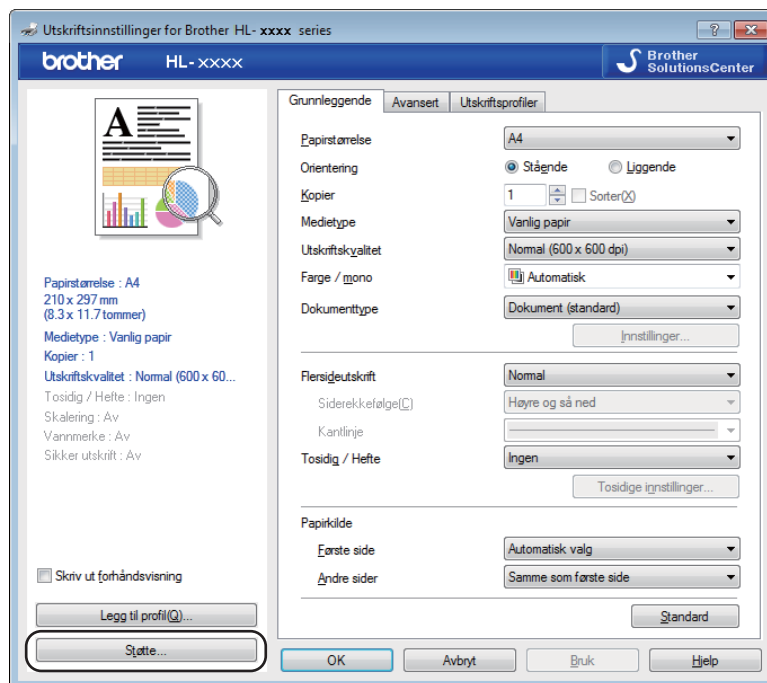 Utskriftsinnstillinger for Brother HL- xxxx series
brother HL-xxxx
Brother
SolutionsCenter
A
Papirstørrelse : A4
210 x 297 mm
(8.3 x 11.7 tommer)
Medietype : Vanlig papir
Kopier : 1
Utskriftskvalitet : Normal (600 x 60...
Tosidig / Hefte : Ingen
Skalering : Av
Vannmerke : Av
Sikker utskrift : Av
Skriv ut forhåndsvisning
Legg til profil(Q)...
Støtte...
Grunnleggende Avansert Utskriftsprofiler
Papirstørrelse A4
Orientering Stående Liggende
Kopier 1 Sorter(X)
Medietype Vanlig papir
Utskriftskvalitet Normal (600 x 600 dpi)
Farge / mono Automatisk
Dokumenttype Dokument (standard)
Innstillinger...
Flersideutskrift Normal
Siderekkefølge(C) Høyre og så ned
Kantlinje
Tosidig / Hefte Ingen
Tosidige innstillinger...
Papirkilde
Første side Automatisk valg
Andre sider Samme som første side
Standard
OK Avbryt Bruk Hjelp